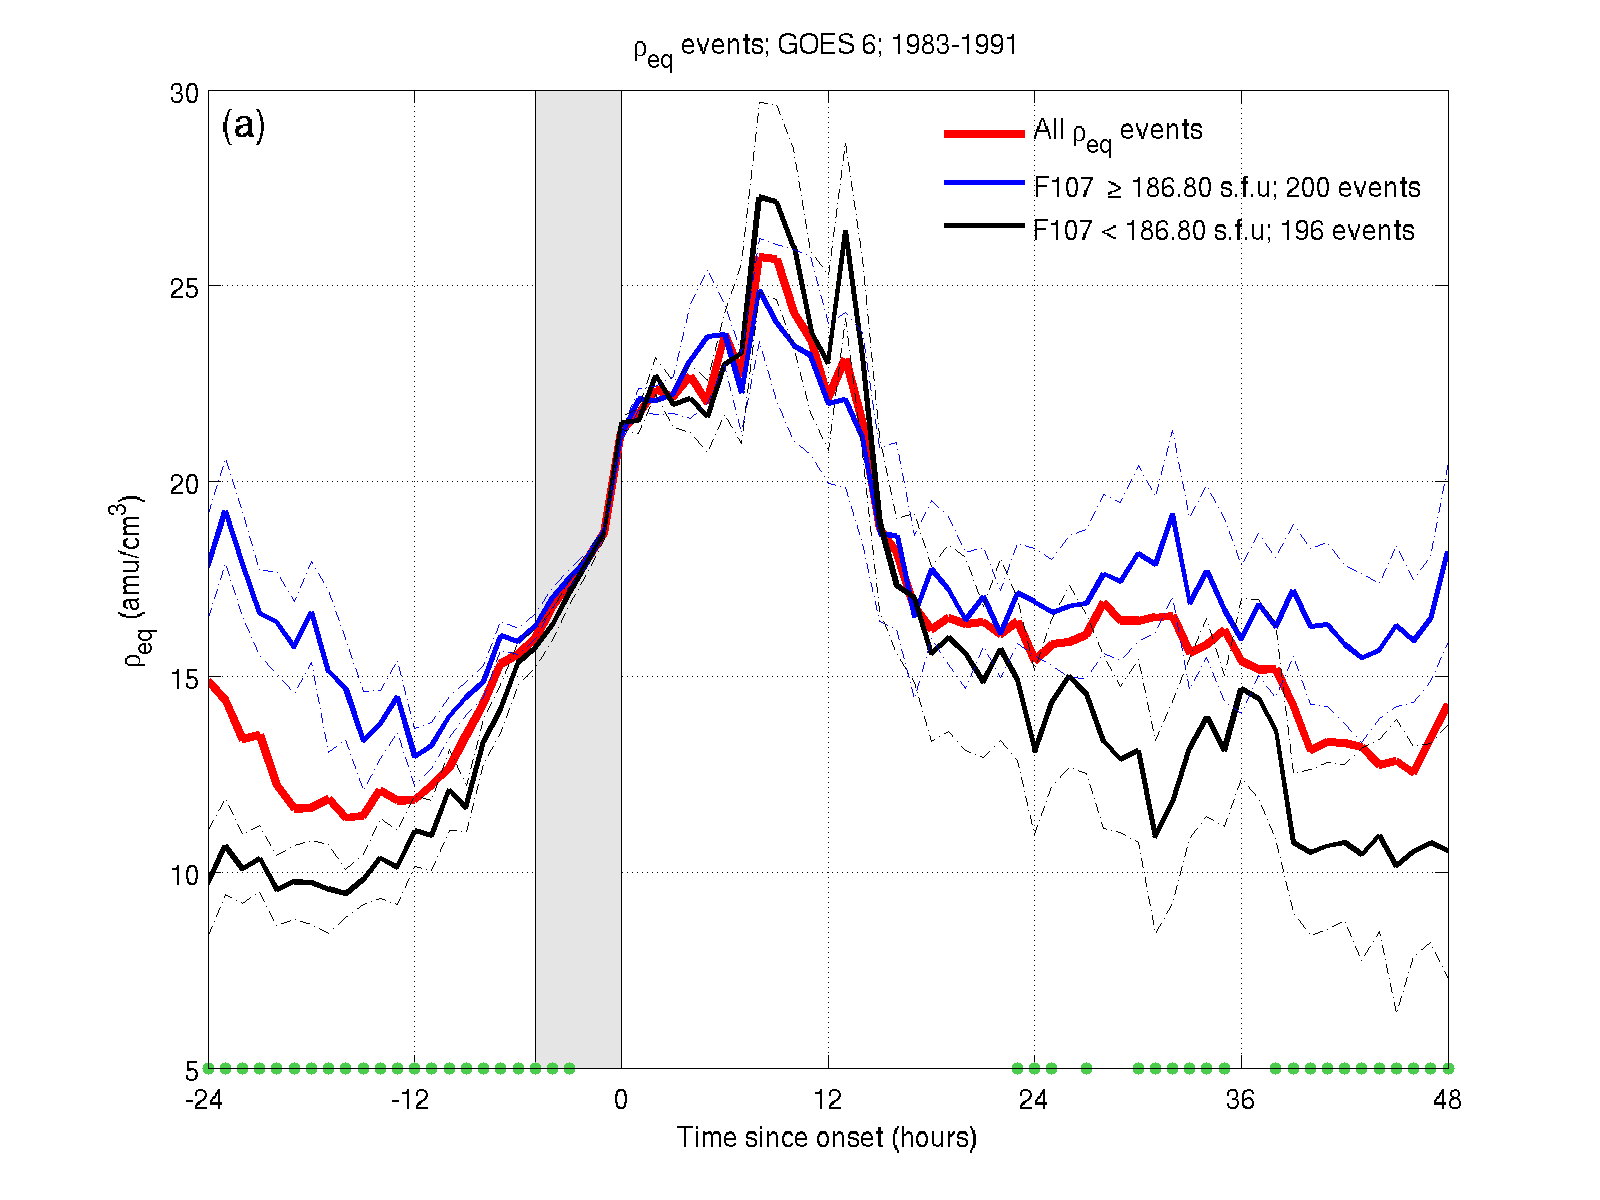 ρeq events; GOES 6; 1983-1991
(a)
All ρeq events
F107 ≥ 186.80 s.f.u; 200 events
F107 < 186.80 s.f.u; 196 events
30
25
20
15
10
5
ρeq (amu/cm3)
-24 -12 0 12 24 36 48
Time since onset (hours)